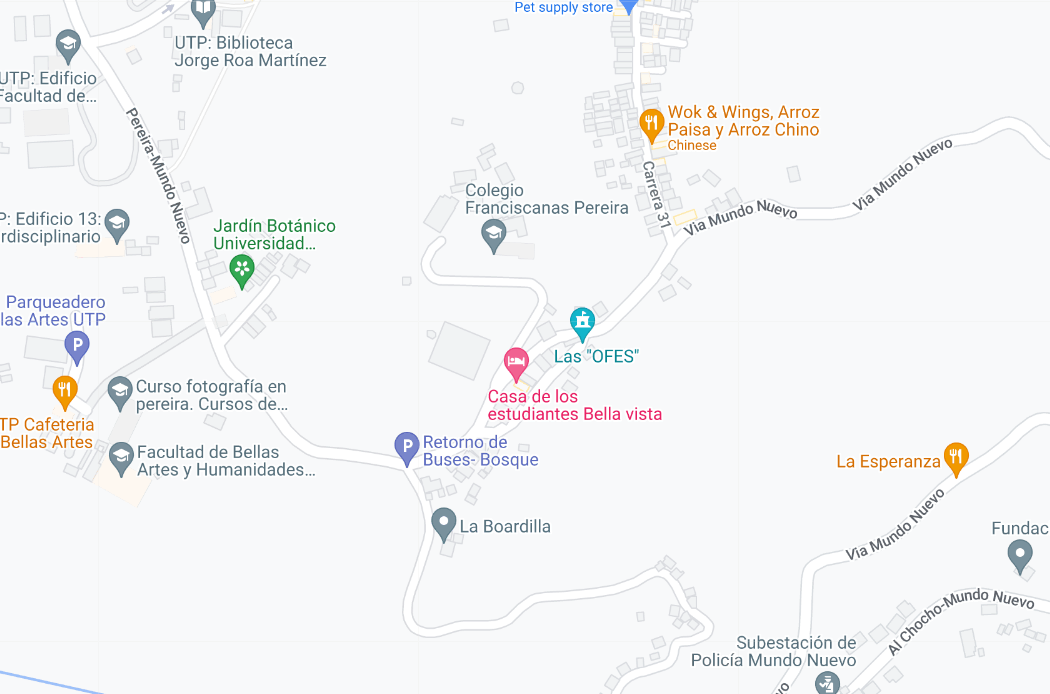 Pet supply store
UTP: Biblioteca
Jorge Roa Martínez
UTP: Edificio
Facultad de...
Wok & Wings, Arroz
Paisa y Arroz Chino
Chinese
Pereira-Mundo Nuevo
Vía Mundo Nuevo
Carrera 31
Colegio
Franciscanas Pereira
Vía Mundo Nuevo
P: Edificio 13:
rdisciplinario
Jardín Botánico
Universidad...
Parqueadero
las Artes UTP
Las "OFES"
Curso fotografía en
pereira. Cursos de...
Casa de los
estudiantes Bella vista
TP Cafeteria
Bellas Artes
Retorno de
Buses- Bosque
Facultad de Bellas
Artes y Humanidades...
La Esperanza
La Boardilla
Vía Mundo Nuevo
Fundac
Al Chocho-Mundo Nuevo
Subestación de
Policía Mundo Nuevo
vo